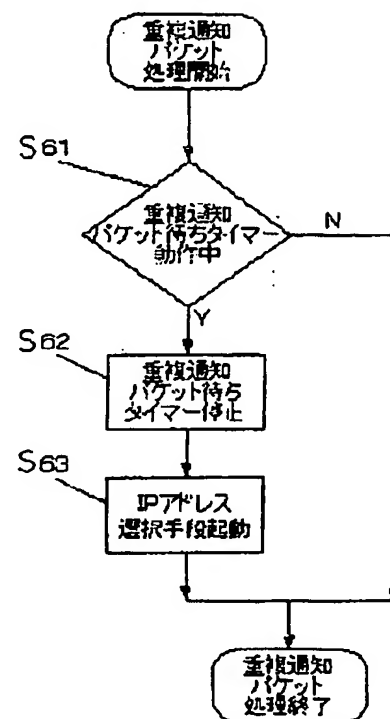 重複通知
パケット
処理開始
S61
重複通知
パケット待ちタイマー
動作中
N
Y
S62
重複通知
パケット待ち
タイマー停止
S63
IPアドレス
選択手段起動
重複通知
パケット
処理終了